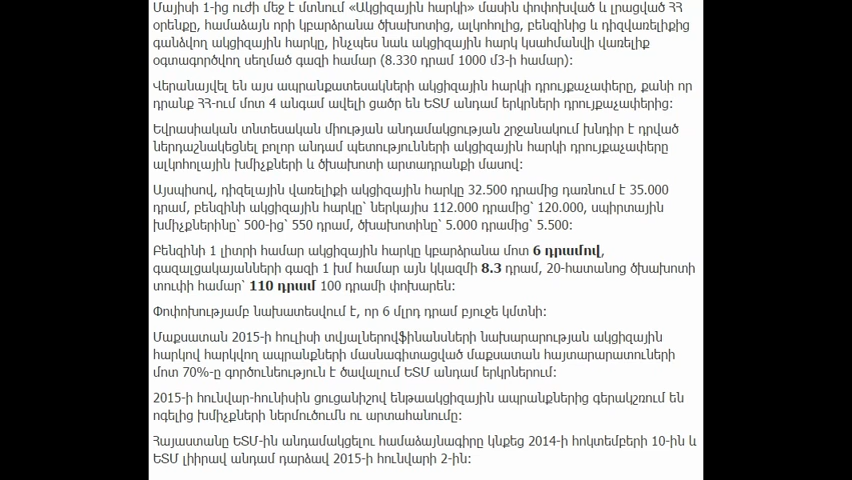 Մայիսի 1-ից ուժի մեջ է մտնում «Ակցիզային հարկի» մասին փոփոխված և լրացված ՀՀ
օրենքը, համաձայն որի կբարձրանա ծխախոտից, ալկոհոլից, բենզինից և դիզվառելիքից
գանձվող ակցիզային հարկը, ինչպես նաև ակցիզային հարկ կսահմանվի վառելիք
օգտագործվող սեղմած գազի համար (8.330 դրամ 1000 մ3-ի համար):
Վերանայվել են այս ապրանքատեսակների ակցիզային հարկի դրույքաչափերը, քանի որ
դրանք ՀՀ-ում մոտ 4 անգամ ավելի ցածր են ԵՏՄ անդամ երկրների դրույքաչափերից:
Եվրասիական տնտեսական միության անդամակցության շրջանակում խնդիր է դրված
ներդաշնակեցնել բոլոր անդամ պետությունների ակցիզային հարկի դրույքաչափերը
ալկոհոլային խմիչքների և ծխախոտի արտադրանքի մասով:
Այսպիսով, դիզելային վառելիքի ակցիզային հարկը 32.500 դրամից դառնում է 35.000
դրամ, բենզինի ակցիզային հարկը՝ ներկայիս 112.000 դրամից՝ 120.000, սպիրտային
խմիչքներինը՝ 500-ից՝ 550 դրամ, ծխախոտինը՝ 5.000 դրամից՝ 5.500:
Բենզինի 1 լիտրի համար ակցիզային հարկը կբարձրանա մոտ 6 դրամով,
գազալցակայանների գազի 1 խմ համար այն կկազմի 8.3 դրամ, 20-հատանոց ծխախոտի
տուփի համար՝ 110 դրամ 100 դրամի փոխարեն:
Փոփոխությամբ նախատեսվում է, որ 6 մլրդ դրամ բյուջե կմտնի:
Մաքսատան 2015-ի հուլիսի տվյալներովֆինանսների նախարարության ակցիզային
հարկով հարկվող ապրանքների մասնագիտացված մաքսատան հայտարարատուների
մոտ 70%-ը գործունեություն է ծավալում ԵՏՄ անդամ երկրներում:
2015-ի հունվար-հունիսին ցուցանիշով ենթաակցիզային ապրանքներից գերակշռում են
ոգելից խմիչքների ներմուծումն ու արտահանումը:
Հայաստանը ԵՏՄ-ին անդամակցելու համաձայնագիրը կնքեց 2014-ի հոկտեմբերի 10-ին և
ԵՏՄ լիիրավ անդամ դարձավ 2015-ի հունվարի 2-ին: